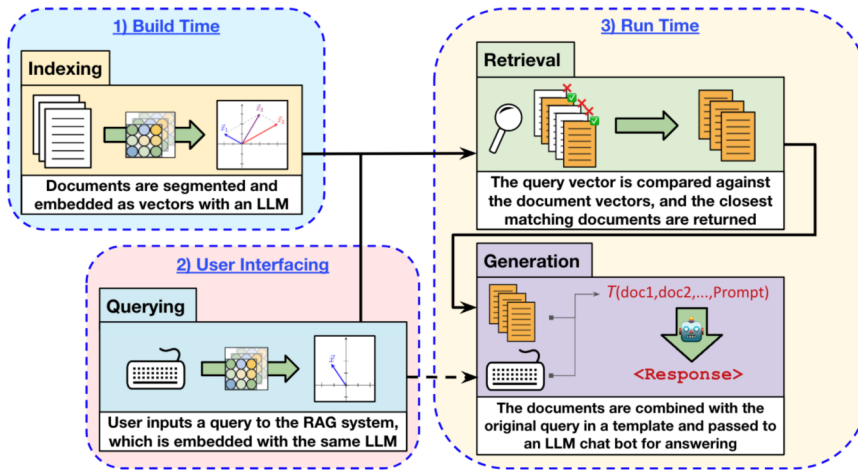 1) Build Time
Indexing
Documents are segmented and
embedded as vectors with an LLM
2) User Interfacing
Querying
User inputs a query to the RAG system,
which is embedded with the same LLM
3) Run Time
Retrieval
The query vector is compared against
the document vectors, and the closest
matching documents are returned
Generation
T(doc1,doc2,...,Prompt)
<Response>
The documents are combined with the
original query in a template and passed to
an LLM chat bot for answering